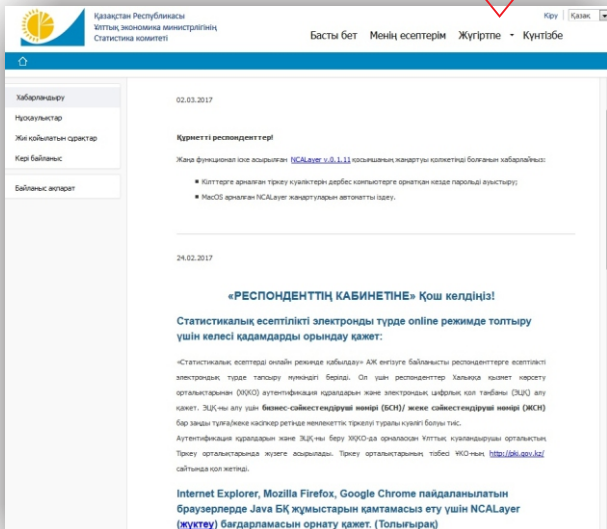 Қазақстан Республикасы
Ұлттық экономика министрлігінің
Статистика комитеті
Кіру Қазақ
Басты бет Менің есептерім Жүгіртпе Күнтізбе
Хабарландыру
Нұсқаулықтар
Жиі қойылатын сұрақтар
Кері байланыс
Байланыс ақпарат
02.03.2017
Құрметті респонденттер!
Жаңа функционал іске асырылған NCALayer v.0.1.11 қосымшаның жаңартуы қолжетінді болғанын хабарлаймыз:
Кілттерге арналған тіркеу куәліктерін дербес компьютерге орнатқан кезде парольді ауыстыру;
MacOS арналған NCALayer жаңартуларын автоматты іздеу.
24.02.2017
«РЕСПОНДЕНТТІҢ КАБИНЕТІНЕ» Қош келдіңіз!
Статистикалық есептілікті электронды түрде online режимде толтыру
үшін келесі қадамдарды орындау қажет:
«Статистикалық есептерді онлайн режинде қабылдау» АЖ енгізуге байланысты респонденттерге есептілікті
электрондық түрде тапсыру мүмкіндігі берілді. Ол үшін респонденттер Халыққа қызмет көрсету
орталықтарынан (ХҚКО) аутентификация құралдарын және электрондық цифрлық қол таңбаны (ЭЦҚ) алу
қажет. ЭЦҚ-ны алу үшін бизнес-сәйкестендіруші нөмірі (БСН)/ жеке сәйкестендіруші нөмірі (ЖСН)
бар заңды тұлға/жеке кәсіпкер ретінде мемлекеттік тіркелуі туралы куәлігі болуы тиіс.
Аутентификация құралдарын және ЭЦҚ-ны беру ХҚКО-да орналасқан Ұлттық куәландырушы орталықтың
Тіркеу орталықтарында жүзеге асырылады. Тіркеу орталықтарының тізбесі ҰКО-ның http://pki.gov.kz/
сайтында қол жетімді.
Internet Explorer, Mozilla Firefox, Google Chrome пайдаланылатын
браузерлерде Java БҚ жұмыстарын қамтамасыз ету үшін NCALayer
(жүктеу) бағдарламасын орнату қажет. (Толығырақ)